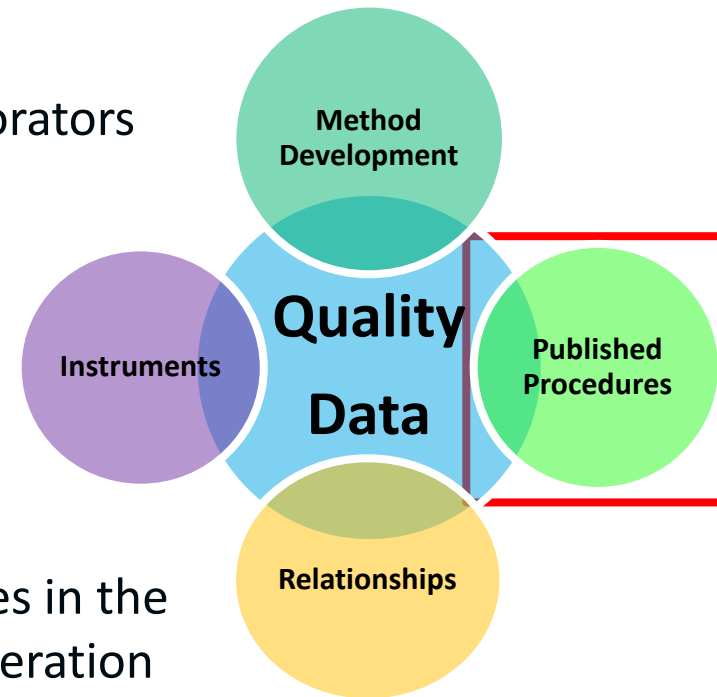 orators
Method
Development
Quality
Data
Instruments
Published
Procedures
Relationships
es in the
eration